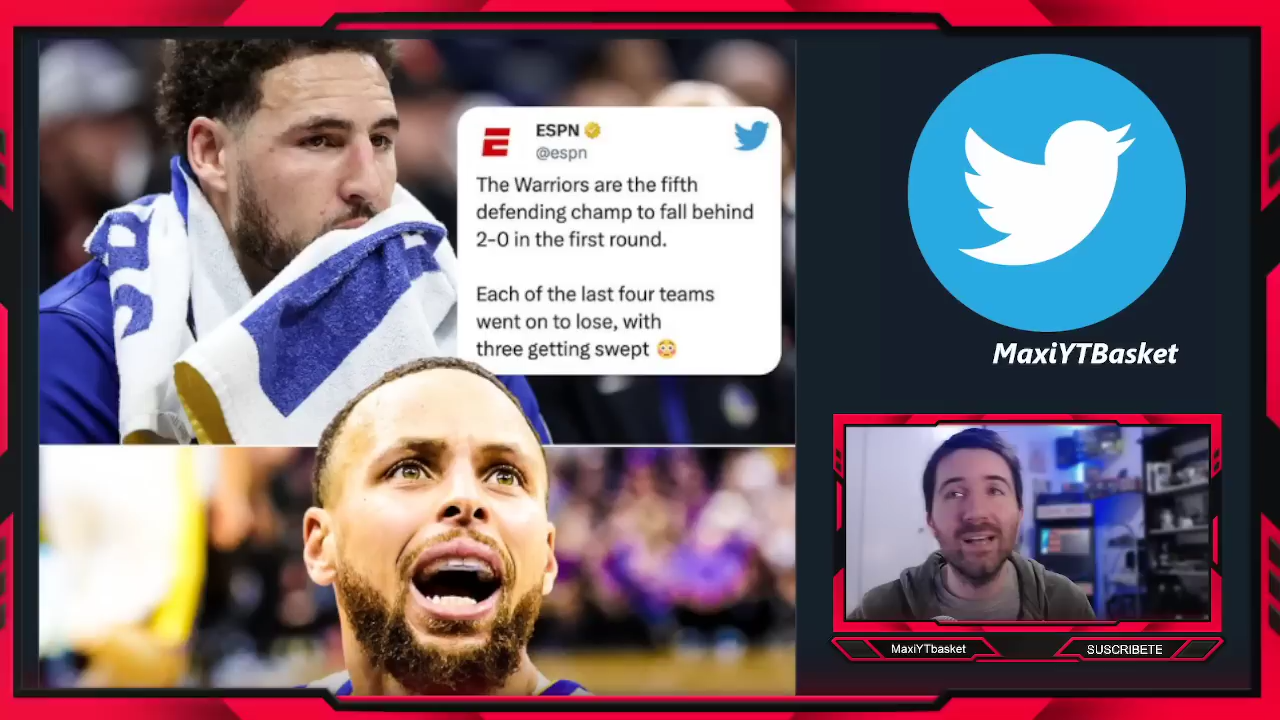 ESPN
@espn
The Warriors are the fifth
defending champ to fall behind
2-0 in the first round.
Each of the last four teams
went on to lose, with
three getting swept 😳
MaxiYTBasket
MaxiYTbasket
SUSCRIBETE